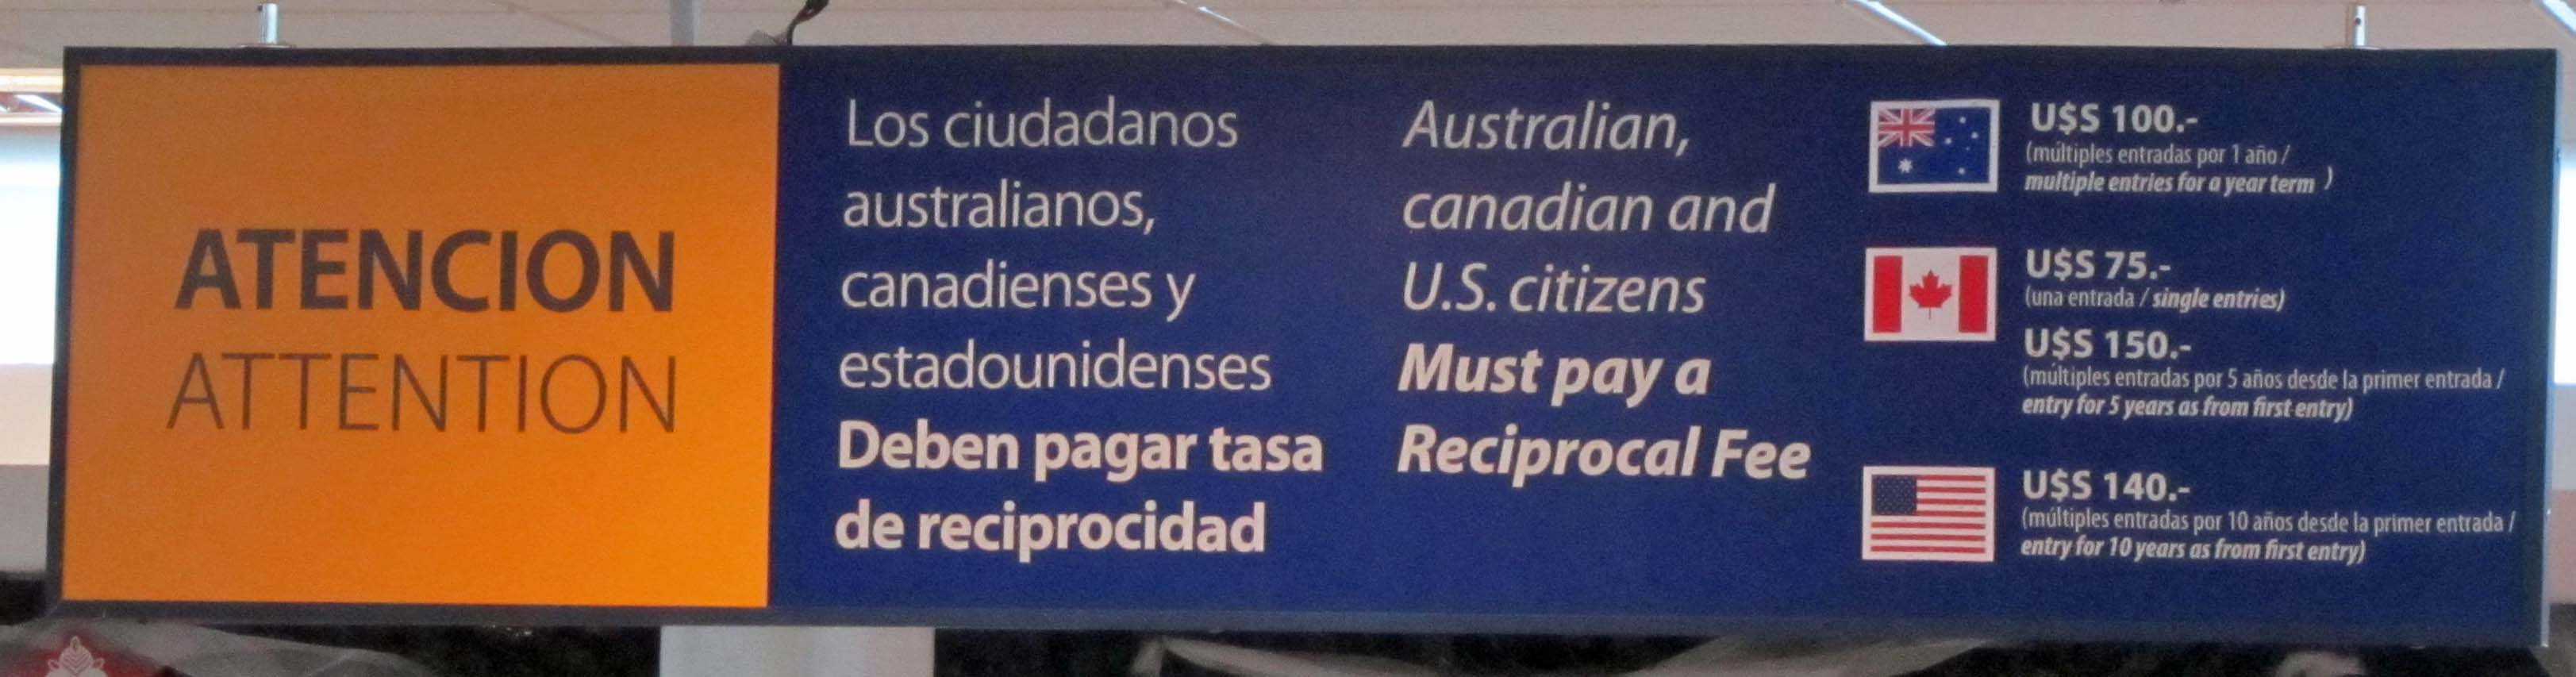 ATENCION
ATTENTION
Los ciudadanos
australianos,
canadienses y
estadounidenses
Deben pagar tasa
de reciprocidad
Australian,
canadian and
U.S. citizens
Must pay a
Reciprocal Fee
U$S 100.-
(múltiples entradas por 1 año /
multiple entries for a year term )
U$S 75.-
(una entrada / single entries)
U$S 150.-
(múltiples entradas por 5 años desde la primer entrada /
entry for 5 years as from first entry)
U$S 140.-
(múltiples entradas por 10 años desde la primer entrada /
entry for 10 years as from first entry)